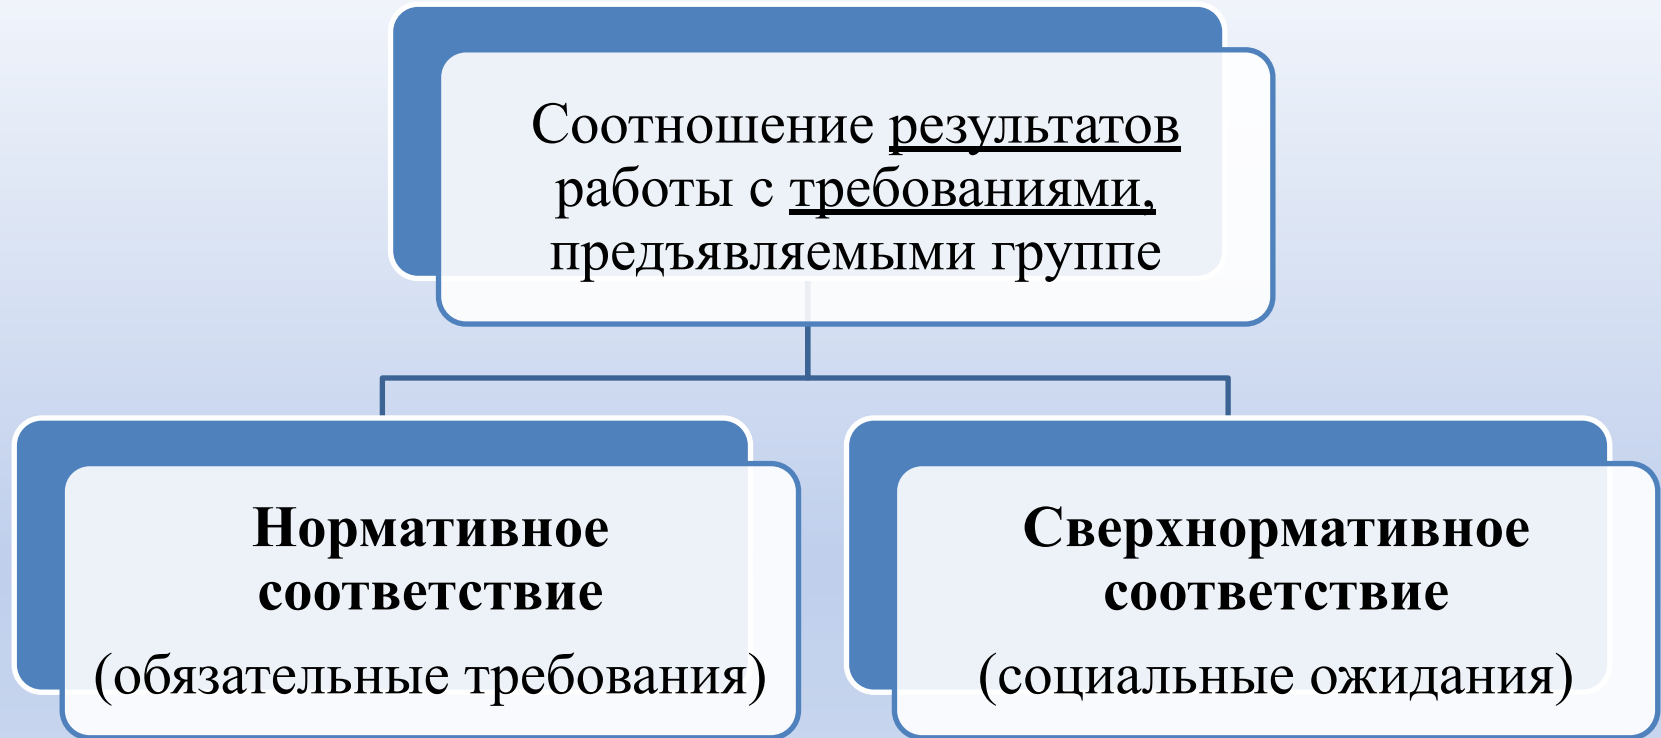 Соотношение результатов
работы с требованиями,
предъявляемыми группе
Нормативное
соответствие
(обязательные требования)
Сверхнормативное
соответствие
(социальные ожидания)